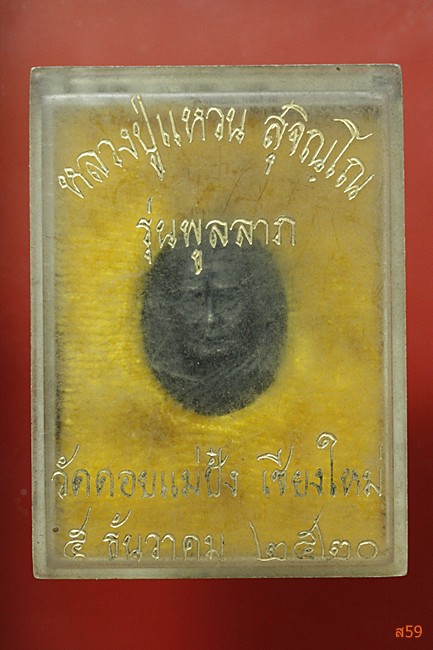 หลวงปู่แหวน สุจิณฺโณ
รุ่นพูลลาภ
วัดดอยแม่ปั๋ง เชียงใหม่
๕ ธันวาคม ๒๕๒๐
ส59